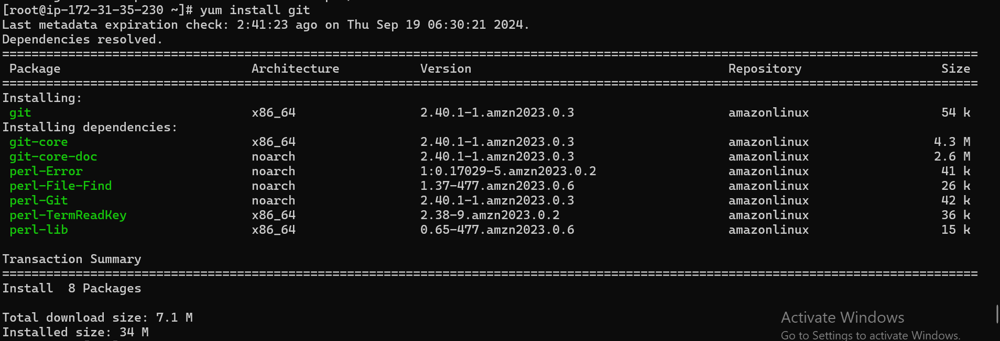 [root@ip-172-31-35-230 ~]# yum install git
Last metadata expiration check: 2:41:23 ago on Thu Sep 19 06:30:21 2024.
Dependencies resolved.
=====================================================================================================================================
Package Architecture Version Repository Size
=====================================================================================================================================
Installing:
git x86_64 2.40.1-1.amzn2023.0.3 amazonlinux 54 k
Installing dependencies:
git-core x86_64 2.40.1-1.amzn2023.0.3 amazonlinux 4.3 M
git-core-doc noarch 2.40.1-1.amzn2023.0.3 amazonlinux 2.6 M
perl-Error noarch 1:0.17029-5.amzn2023.0.2 amazonlinux 41 k
perl-File-Find noarch 1.37-477.amzn2023.0.6 amazonlinux 26 k
perl-Git noarch 2.40.1-1.amzn2023.0.3 amazonlinux 42 k
perl-TermReadKey x86_64 2.38-9.amzn2023.0.2 amazonlinux 36 k
perl-lib x86_64 0.65-477.amzn2023.0.6 amazonlinux 15 k
Transaction Summary
=====================================================================================================================================
Install 8 Packages
Total download size: 7.1 M
Installed size: 34 M
Activate Windows
Go to Settings to activate Windows.